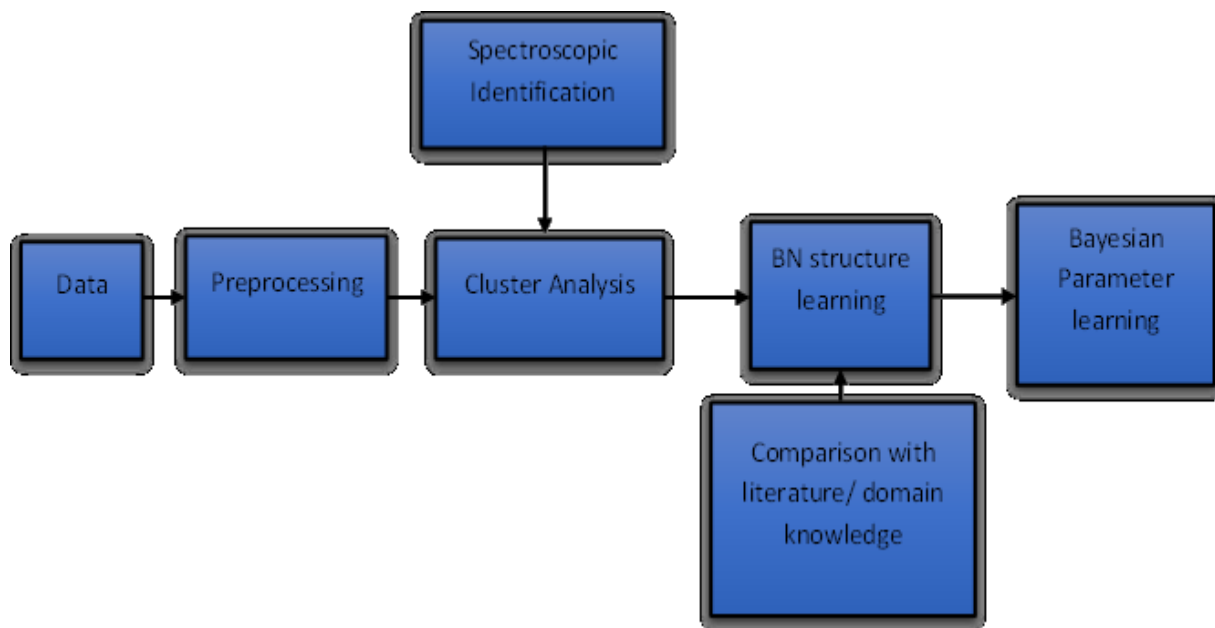 Spectroscopic
Identification
Data
Preprocessing
Cluster Analysis
BN structure
learning
Bayesian
Parameter
learning
Comparison with
literature/ domain
knowledge